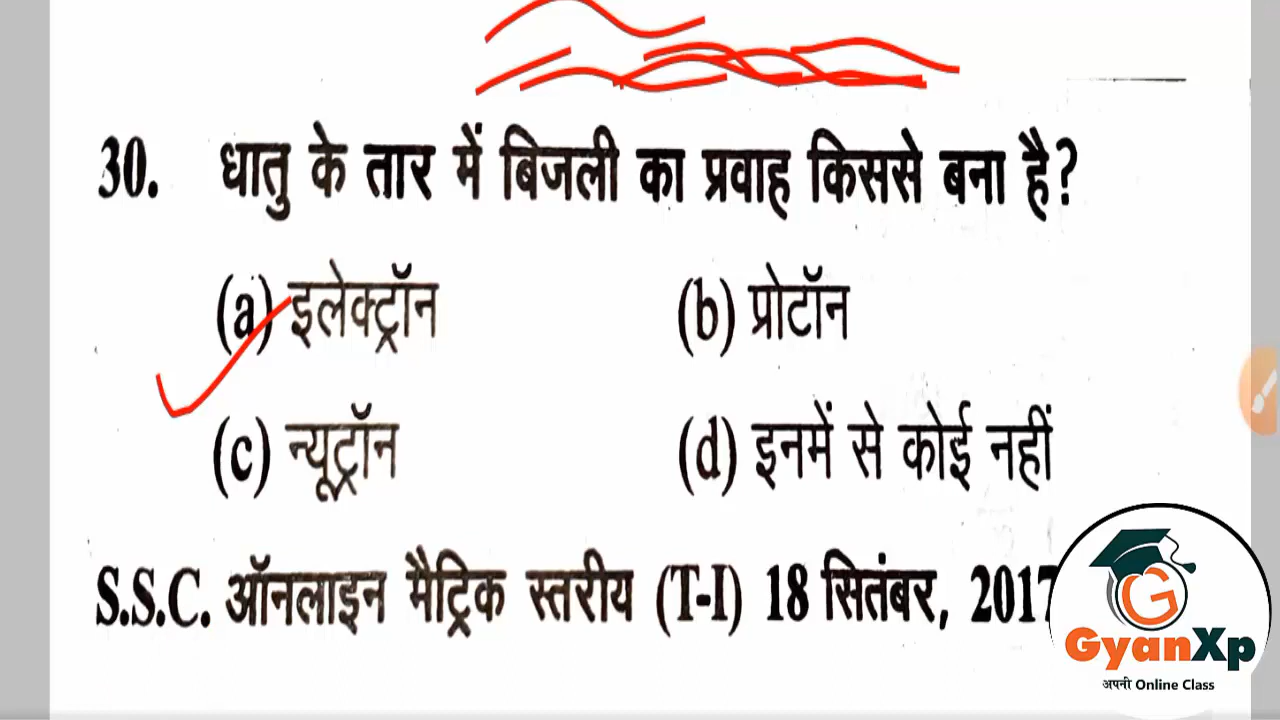 30. धातु के तार में बिजली का प्रवाह किससे बना है?
(a) इलेक्ट्रॉन (b) प्रोटॉन
(c) न्यूट्रॉन (d) इनमें से कोई नहीं
S.S.C. ऑनलाइन मैट्रिक स्तरीय (T-I) 18 सितंबर, 2017
G
GyanXp
अपनी Online Class